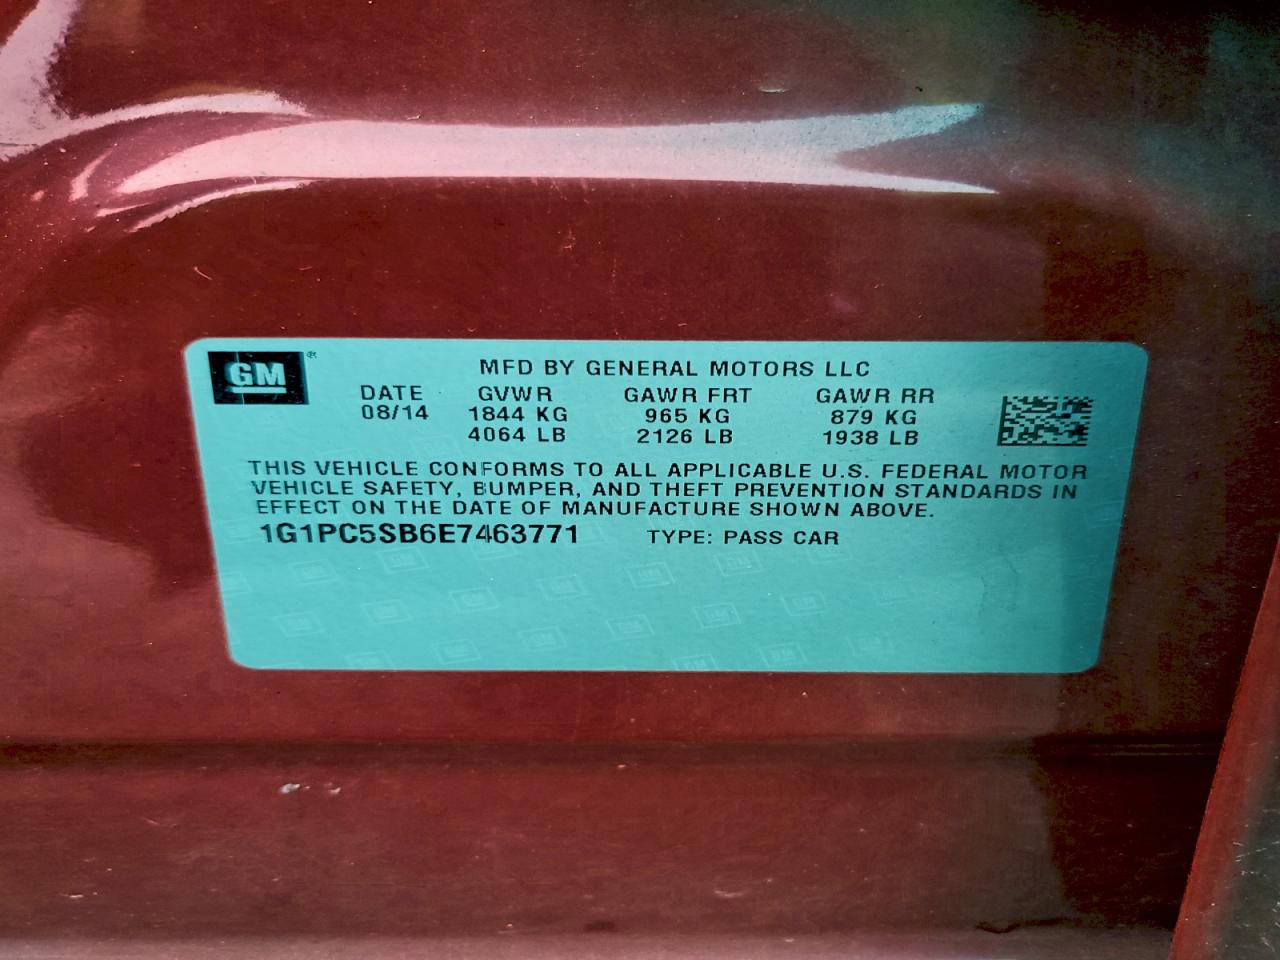 GM®
MFD BY GENERAL MOTORS LLC
DATE GVWR GAWR FRT GAWR RR
08/14 1844 KG 965 KG 879 KG
4064 LB 2126 LB 1938 LB
THIS VEHICLE CONFORMS TO ALL APPLICABLE U.S. FEDERAL MOTOR
VEHICLE SAFETY, BUMPER, AND THEFT PREVENTION STANDARDS IN
EFFECT ON THE DATE OF MANUFACTURE SHOWN ABOVE.
1G1PC5SB6E7463771 TYPE: PASS CAR